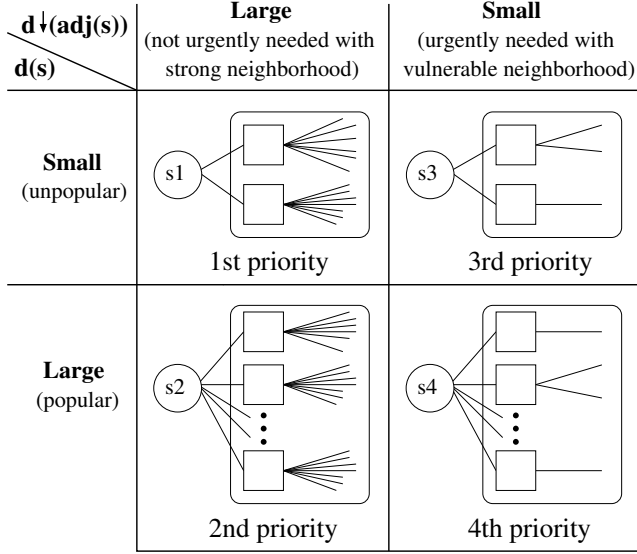 d↓(adj(s))
d(s)
Large
(not urgently needed with
strong neighborhood)
Small
(urgently needed with
vulnerable neighborhood)
Small
(unpopular)
s1
1st priority
s3
3rd priority
Large
(popular)
s2
2nd priority
s4
4th priority